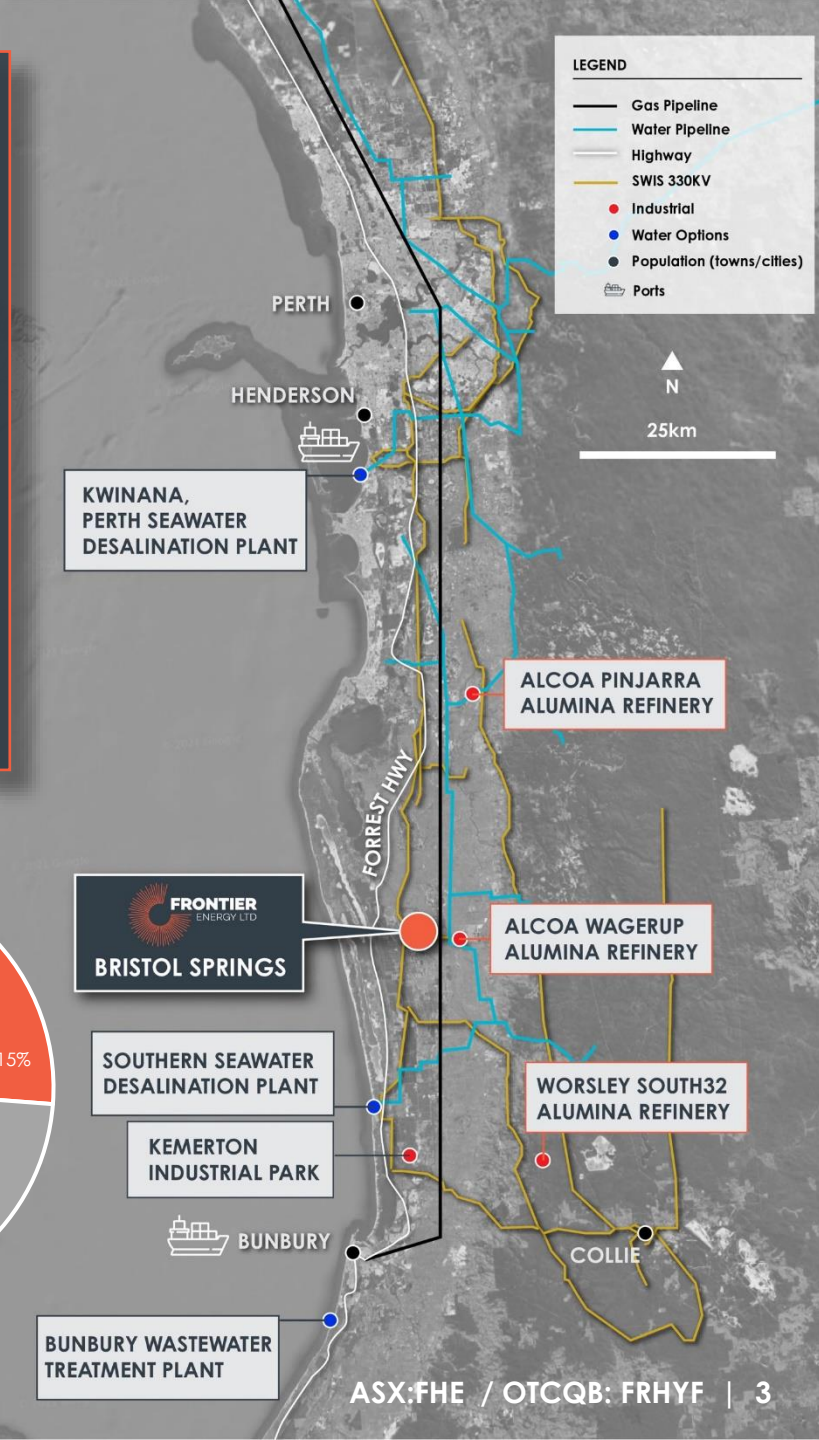 LEGEND
Gas Pipeline
Water Pipeline
Highway
SWIS 330KV
Industrial
Water Options
Population (towns/cities)
Ports
N
25km
PERTH
HENDERSON
KWINANA,
PERTH SEAWATER
DESALINATION PLANT
ALCOA PINJARRA
ALUMINA REFINERY
FORREST HWY
FRONTIER
ENERGY LTD
BRISTOL SPRINGS
ALCOA WAGERUP
ALUMINA REFINERY
15%
SOUTHERN SEAWATER
DESALINATION PLANT
WORSLEY SOUTH32
ALUMINA REFINERY
KEMERTON
INDUSTRIAL PARK
BUNBURY
COLLIE
BUNBURY WASTEWATER
TREATMENT PLANT
ASX:FHE / OTCQB: FRHYF | 3